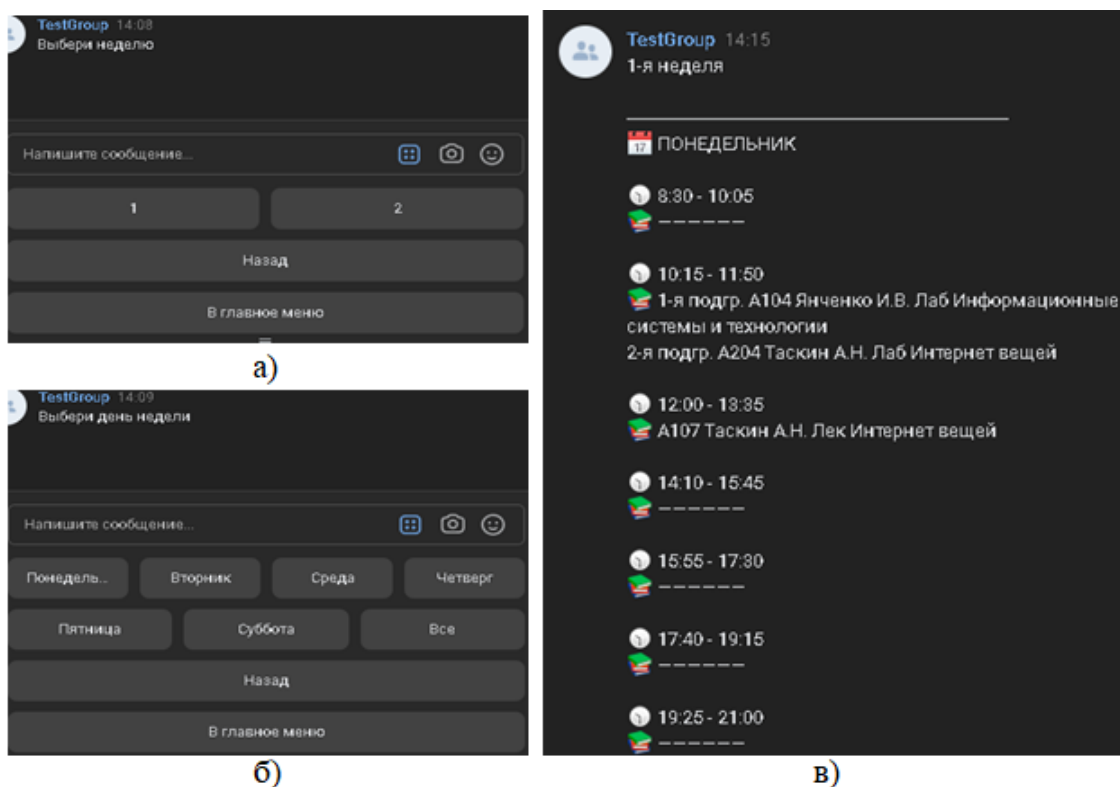 TestGroup 14:08
Выбери неделю
Напишите сообщение...
1
2
Назад
В главное меню
а)
TestGroup 14:09
Выбери день недели
Напишите сообщение...
Понедель...
Вторник
Среда
Четверг
Пятница
Суббота
Все
Назад
В главное меню
б)
TestGroup 14:15
1-я неделя
17 ПОНЕДЕЛЬНИК
8:30 - 10:05
––––––
10:15 - 11:50
1-я подгр. А104 Янченко И.В. Лаб Информационные
системы и технологии
2-я подгр. А204 Таскин А.Н. Лаб Интернет вещей
12:00 - 13:35
А107 Таскин А.Н. Лек Интернет вещей
14:10 - 15:45
––––––
15:55 - 17:30
––––––
17:40 - 19:15
––––––
19:25 - 21:00
––––––
в)